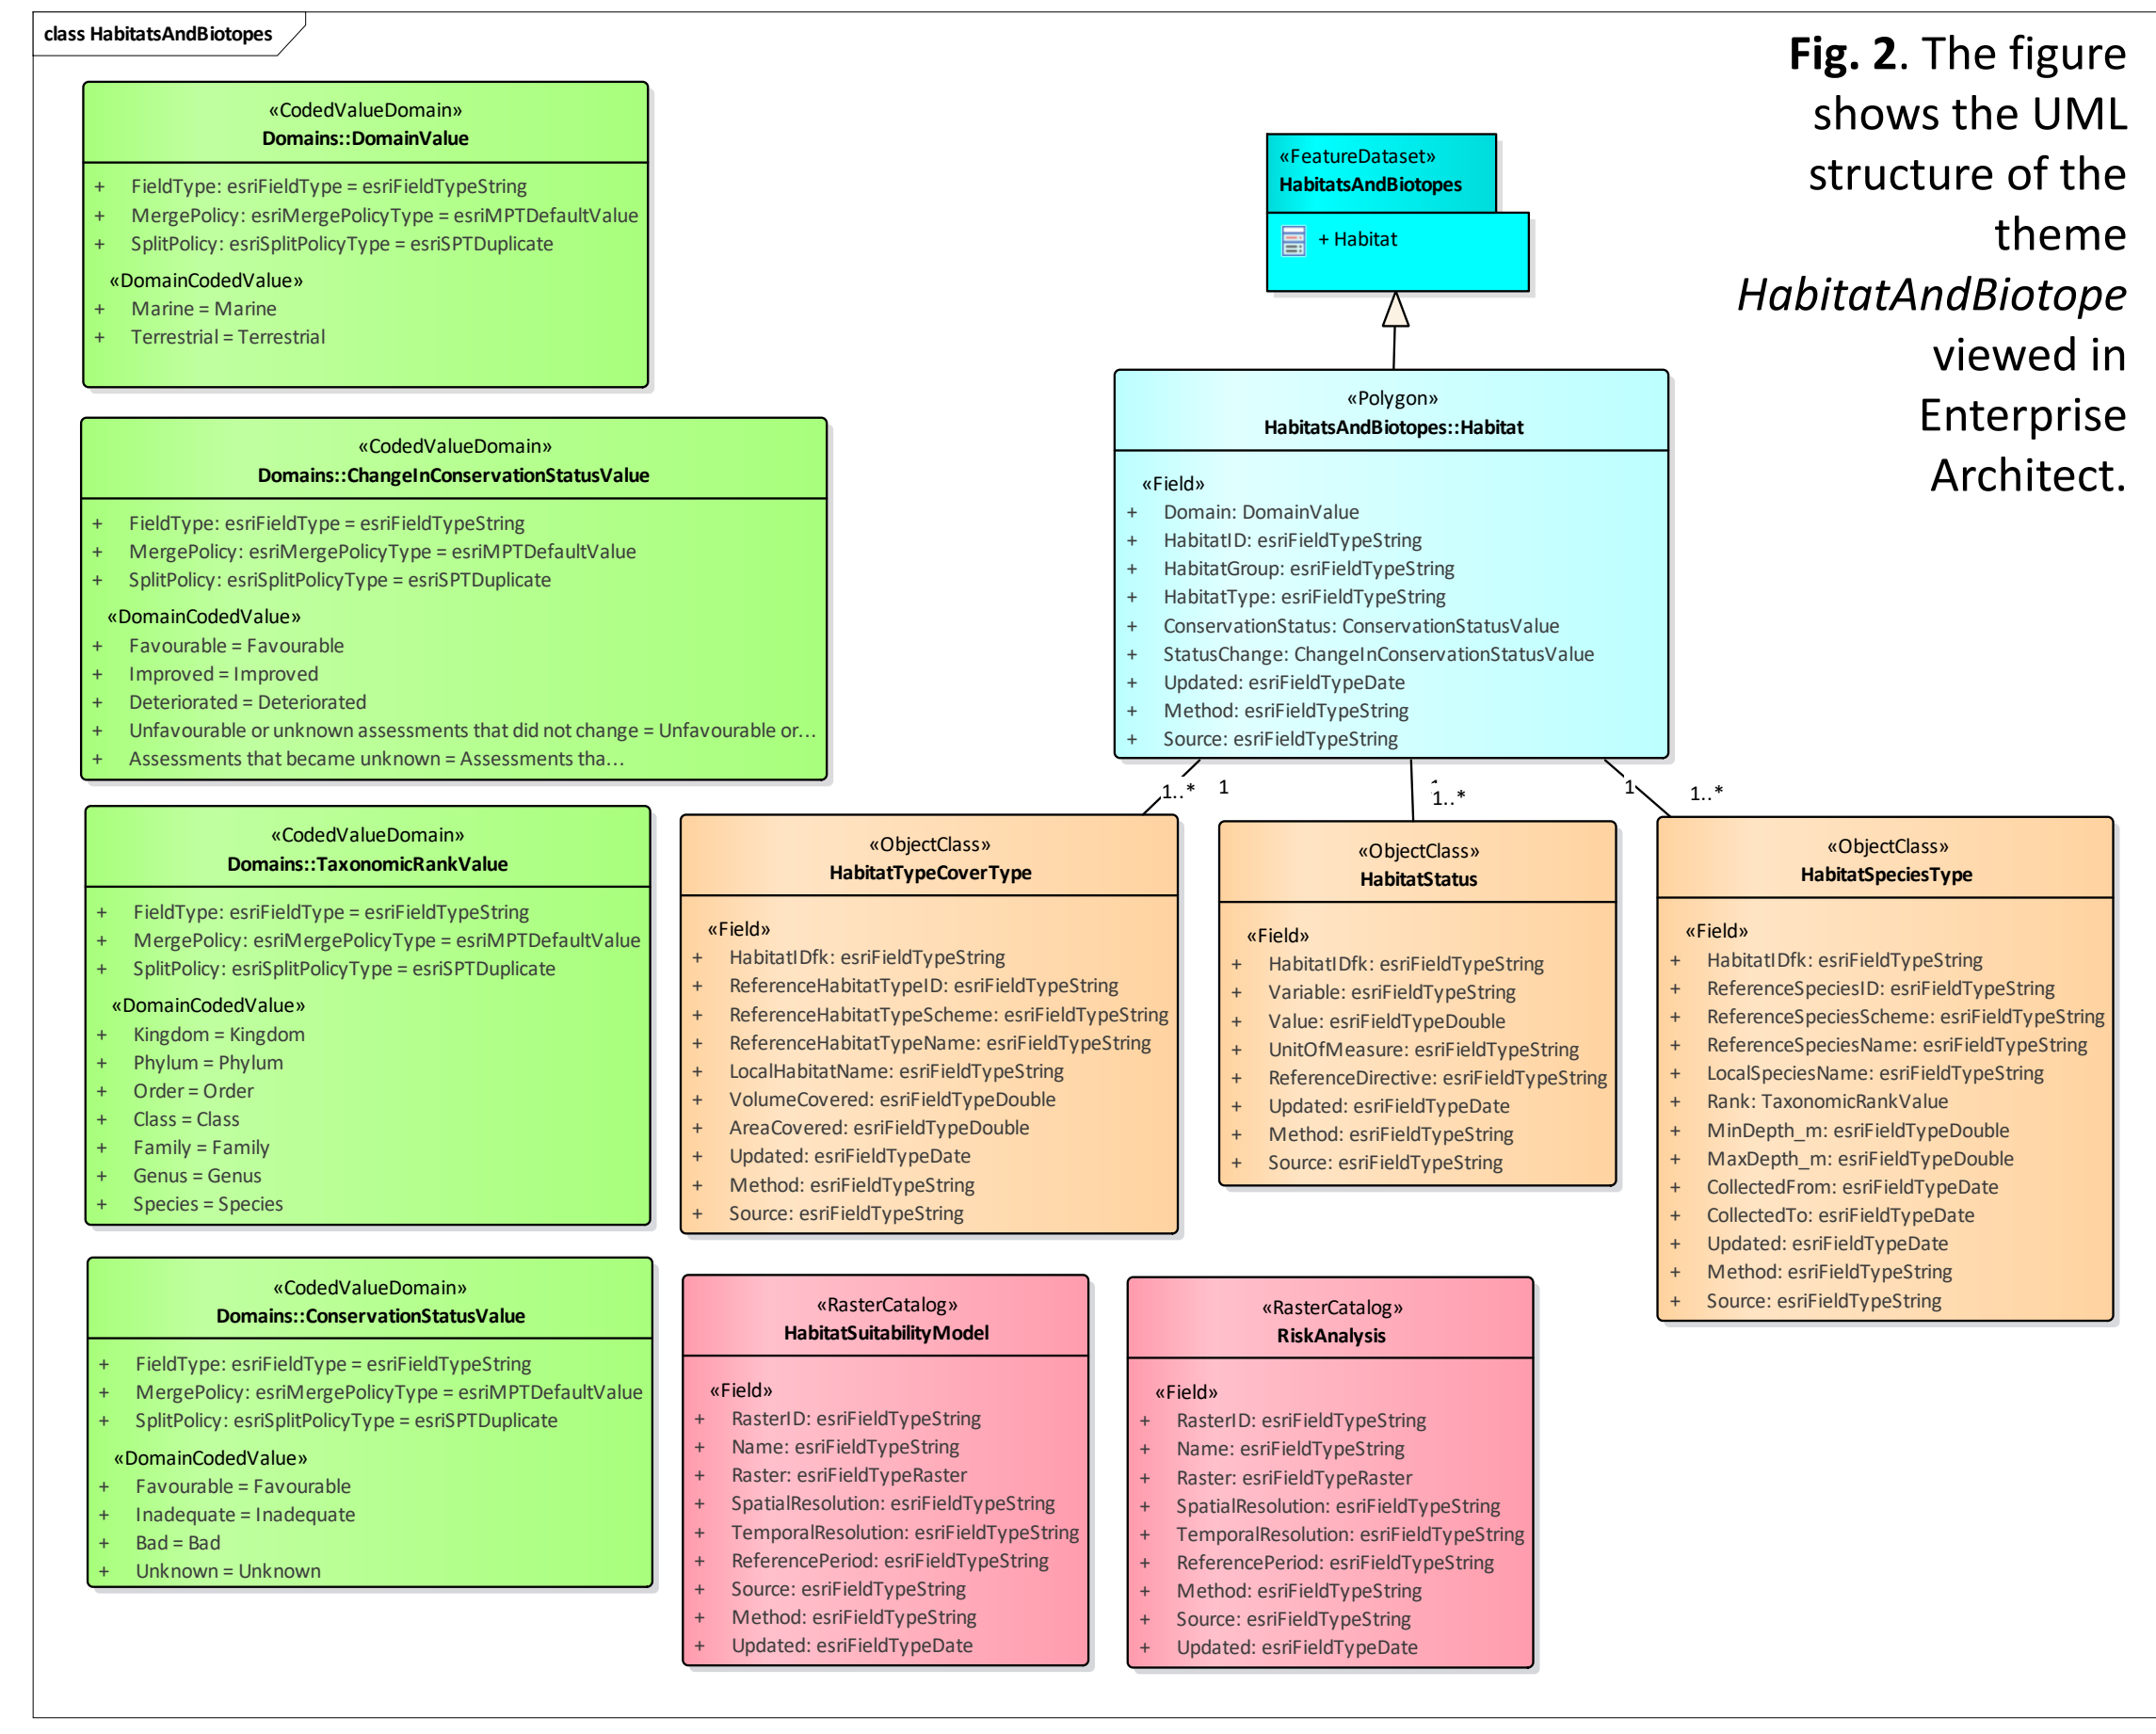 class HabitatsAndBiotopes
Fig. 2. The figure
shows the UML
structure of the
theme
HabitatAndBiotope
viewed in
Enterprise
Architect.
«CodedValueDomain»
Domains::DomainValue
+ FieldType: esriFieldType = esriFieldTypeString
+ MergePolicy: esriMergePolicyType = esriMPTDefaultValue
+ SplitPolicy: esriSplitPolicyType = esriSPTDuplicate
«DomainCodedValue»
+ Marine = Marine
+ Terrestrial = Terrestrial
«FeatureDataset»
HabitatsAndBiotopes
+ Habitat
«Polygon»
HabitatsAndBiotopes::Habitat
«Field»
+ Domain: DomainValue
+ HabitatID: esriFieldTypeString
+ HabitatGroup: esriFieldTypeString
+ HabitatType: esriFieldTypeString
+ ConservationStatus: ConservationStatusValue
+ StatusChange: ChangeInConservationStatusValue
+ Updated: esriFieldTypeDate
+ Method: esriFieldTypeString
+ Source: esriFieldTypeString
«CodedValueDomain»
Domains::ChangeInConservationStatusValue
+ FieldType: esriFieldType = esriFieldTypeString
+ MergePolicy: esriMergePolicyType = esriMPTDefaultValue
+ SplitPolicy: esriSplitPolicyType = esriSPTDuplicate
«DomainCodedValue»
+ Favourable = Favourable
+ Improved = Improved
+ Deteriorated = Deteriorated
+ Unfavourable or unknown assessments that did not change = Unfavourable or...
+ Assessments that became unknown = Assessments tha...
1..* 1
1..*
1 1..*
«CodedValueDomain»
Domains::TaxonomicRankValue
+ FieldType: esriFieldType = esriFieldTypeString
+ MergePolicy: esriMergePolicyType = esriMPTDefaultValue
+ SplitPolicy: esriSplitPolicyType = esriSPTDuplicate
«DomainCodedValue»
+ Kingdom = Kingdom
+ Phylum = Phylum
+ Order = Order
+ Class = Class
+ Family = Family
+ Genus = Genus
+ Species = Species
«ObjectClass»
HabitatTypeCoverType
«Field»
+ HabitatIDfk: esriFieldTypeString
+ ReferenceHabitatTypeID: esriFieldTypeString
+ ReferenceHabitatTypeScheme: esriFieldTypeString
+ ReferenceHabitatTypeName: esriFieldTypeString
+ LocalHabitatName: esriFieldTypeString
+ VolumeCovered: esriFieldTypeDouble
+ AreaCovered: esriFieldTypeDouble
+ Updated: esriFieldTypeDate
+ Method: esriFieldTypeString
+ Source: esriFieldTypeString
«ObjectClass»
HabitatStatus
«Field»
+ HabitatIDfk: esriFieldTypeString
+ Variable: esriFieldTypeString
+ Value: esriFieldTypeDouble
+ UnitOfMeasure: esriFieldTypeString
+ ReferenceDirective: esriFieldTypeString
+ Updated: esriFieldTypeDate
+ Method: esriFieldTypeString
+ Source: esriFieldTypeString
«ObjectClass»
HabitatSpeciesType
«Field»
+ HabitatIDfk: esriFieldTypeString
+ ReferenceSpeciesID: esriFieldTypeString
+ ReferenceSpeciesScheme: esriFieldTypeString
+ ReferenceSpeciesName: esriFieldTypeString
+ LocalSpeciesName: esriFieldTypeString
+ Rank: TaxonomicRankValue
+ MinDepth_m: esriFieldTypeDouble
+ MaxDepth_m: esriFieldTypeDouble
+ CollectedFrom: esriFieldTypeDate
+ CollectedTo: esriFieldTypeDate
+ Updated: esriFieldTypeDate
+ Method: esriFieldTypeString
+ Source: esriFieldTypeString
«CodedValueDomain»
Domains::ConservationStatusValue
+ FieldType: esriFieldType = esriFieldTypeString
+ MergePolicy: esriMergePolicyType = esriMPTDefaultValue
+ SplitPolicy: esriSplitPolicyType = esriSPTDuplicate
«DomainCodedValue»
+ Favourable = Favourable
+ Inadequate = Inadequate
+ Bad = Bad
+ Unknown = Unknown
«RasterCatalog»
HabitatSuitabilityModel
«Field»
+ RasterID: esriFieldTypeString
+ Name: esriFieldTypeString
+ Raster: esriFieldTypeRaster
+ SpatialResolution: esriFieldTypeString
+ TemporalResolution: esriFieldTypeString
+ ReferencePeriod: esriFieldTypeString
+ Source: esriFieldTypeString
+ Method: esriFieldTypeString
+ Updated: esriFieldTypeDate
«RasterCatalog»
RiskAnalysis
«Field»
+ RasterID: esriFieldTypeString
+ Name: esriFieldTypeString
+ Raster: esriFieldTypeRaster
+ SpatialResolution: esriFieldTypeString
+ TemporalResolution: esriFieldTypeString
+ ReferencePeriod: esriFieldTypeString
+ Method: esriFieldTypeString
+ Source: esriFieldTypeString
+ Updated: esriFieldTypeDate